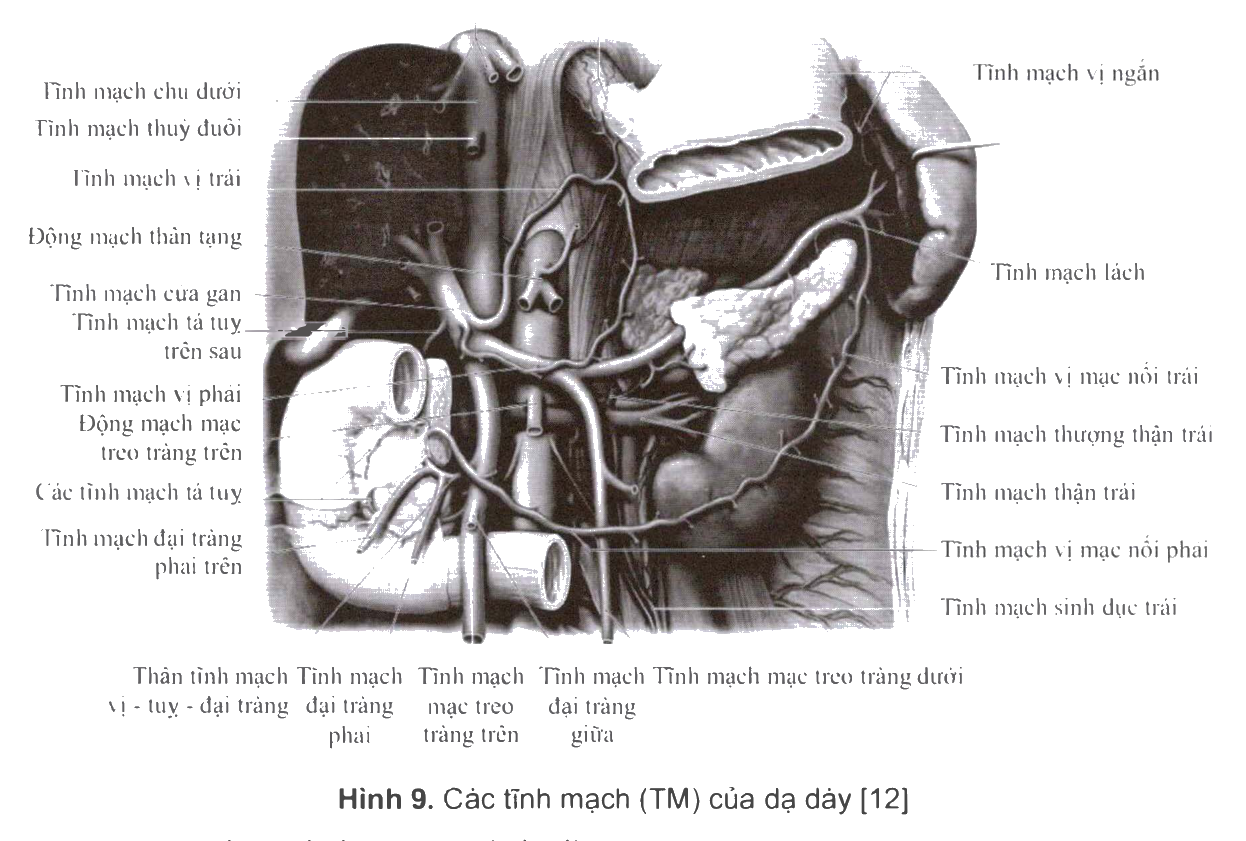 Tĩnh mạch chủ dưới
Tĩnh mạch thuỳ đuôi
Tĩnh mạch vị trái
Động mạch thân tạng
Tĩnh mạch cửa gan
Tĩnh mạch tá tuỵ
trên sau
Tĩnh mạch vị phải
Động mạch mạc
treo tràng trên
Các tĩnh mạch tá tuỵ
Tĩnh mạch đại tràng
phải trên
Tĩnh mạch vị ngắn
Tĩnh mạch lách
Tĩnh mạch vị mạc nối trái
Tĩnh mạch thượng thận trái
Tĩnh mạch thận trái
Tĩnh mạch vị mạc nối phải
Tĩnh mạch sinh dục trái
Thân tĩnh mạch
vị - tuỵ - đại tràng
Tĩnh mạch
đại tràng
phải
Tĩnh mạch
mạc treo
tràng trên
Tĩnh mạch
đại tràng
giữa
Tĩnh mạch mạc treo tràng dưới
Hình 9. Các tĩnh mạch (TM) của dạ dày [12]